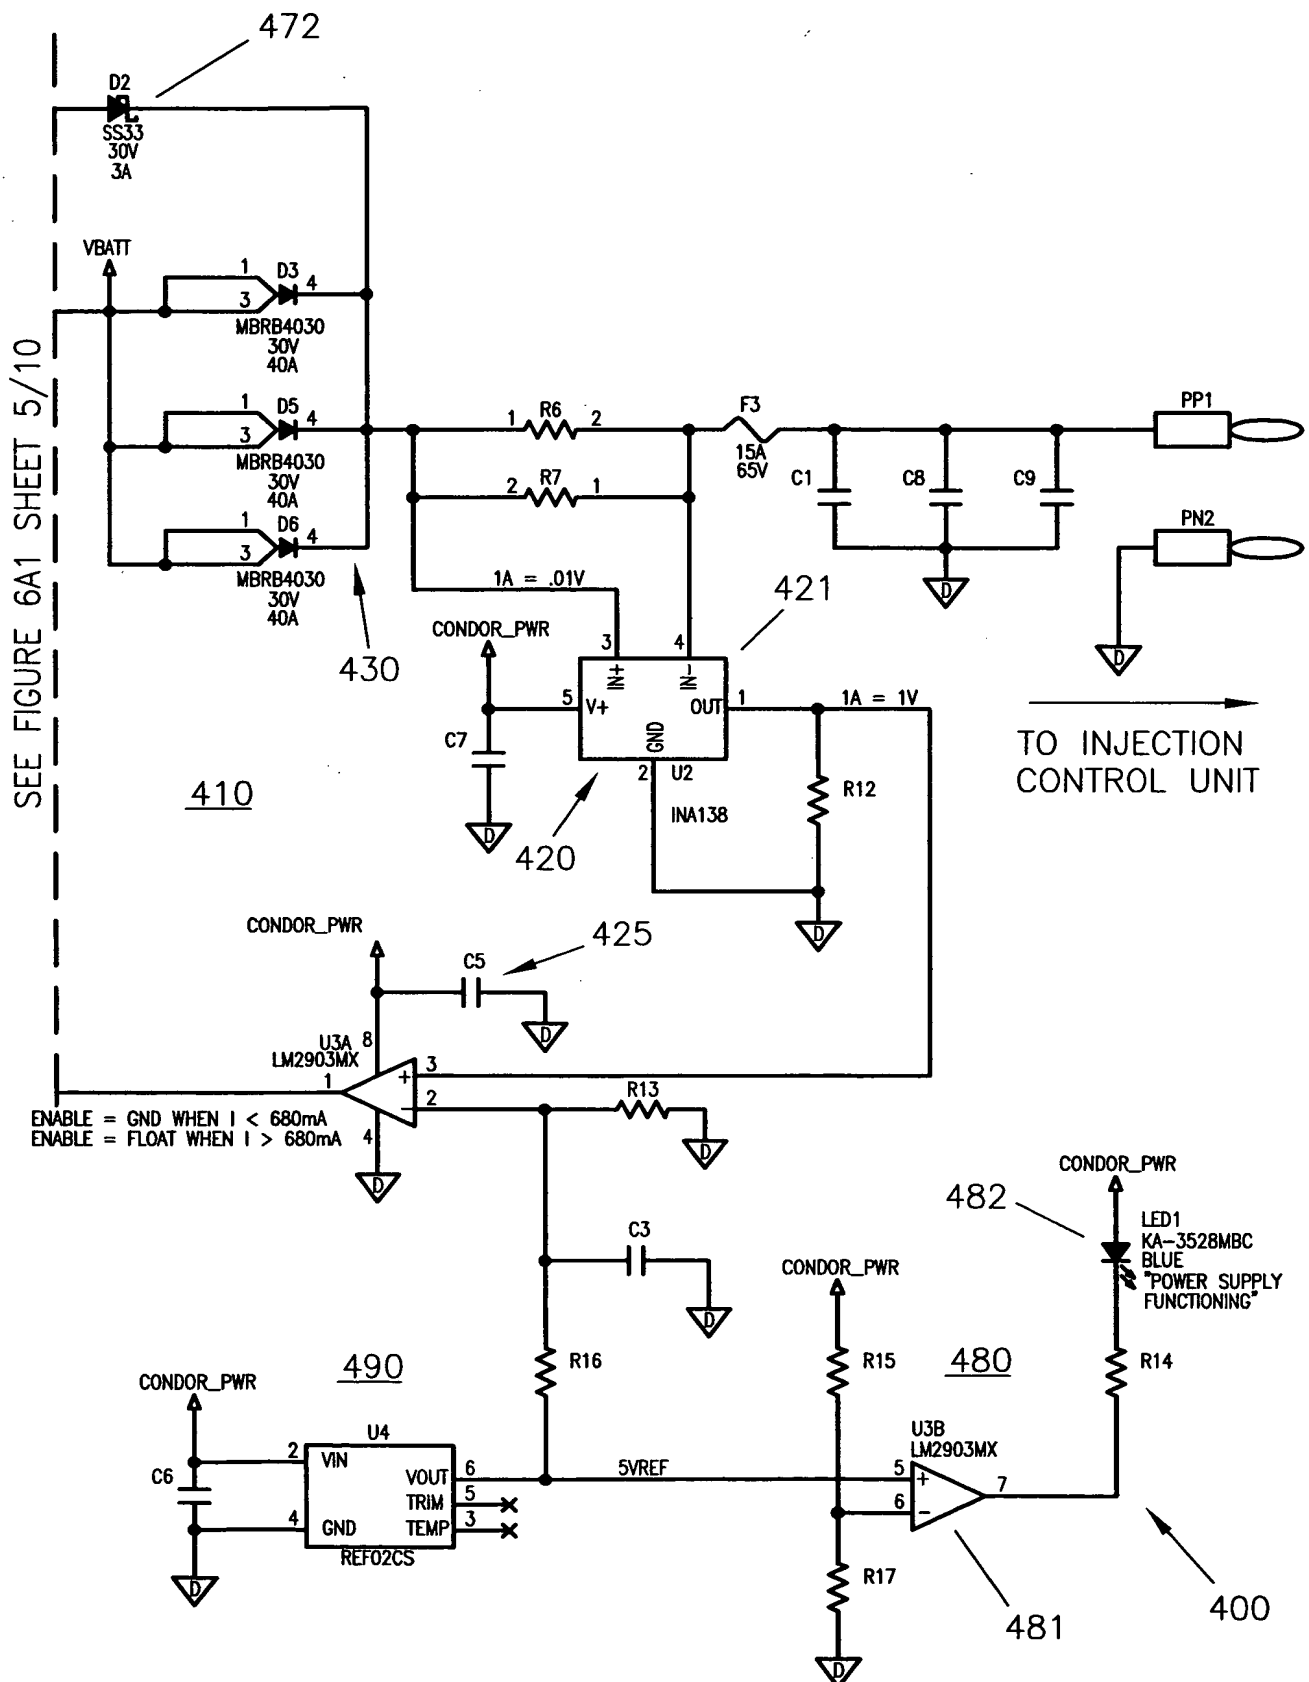 472
D2
SS33
30V
3A
VBATT
1
3
D3
4
MBRB4030
30V
40A
1
3
D5
4
MBRB4030
30V
40A
1
3
D6
4
MBRB4030
30V
40A
430
SEE FIGURE 6A1 SHEET 5/10
1
R6
2
2
R7
1
F3
15A
65V
C1
C8
C9
D
PP1
PN2
D
TO INJECTION
CONTROL UNIT
1A = .01V
421
CONDOR_PWR
3
4
IN+
IN-
5
V+
OUT
1
1A = 1V
GND
2
U2
INA138
C7
D
420
R12
D
410
CONDOR_PWR
425
C5
D
U3A
8
LM2903MX
1
+
3
-
2
4
D
ENABLE = GND WHEN I < 680mA
ENABLE = FLOAT WHEN I > 680mA
R13
D
C3
D
R16
490
CONDOR_PWR
C6
D
U4
2
VIN
VOUT
6
TRIM
5
4
GND
TEMP
3
REF02CS
5VREF
CONDOR_PWR
R15
480
U3B
LM2903MX
5
+
6
-
7
R17
D
481
CONDOR_PWR
482
LED1
KA-3528MBC
BLUE
"POWER SUPPLY
FUNCTIONING"
R14
400